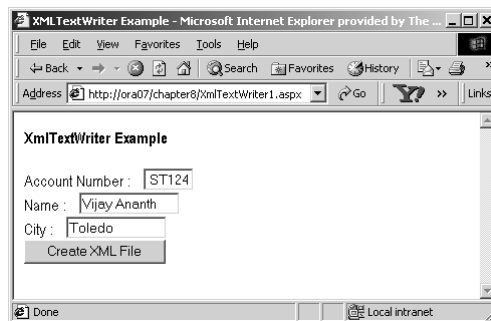 XMLTextWriter Example - Microsoft Internet Explorer provided by The ...
File Edit View Favorites Tools Help
Back Search Favorites History »
Address http://ora07/chapter8/XmlTextWriter1.aspx Go Y? » Links
XmlTextWriter Example
Account Number : ST124
Name : Vijay Ananth
City : Toledo
Create XML File
Done Local intranet